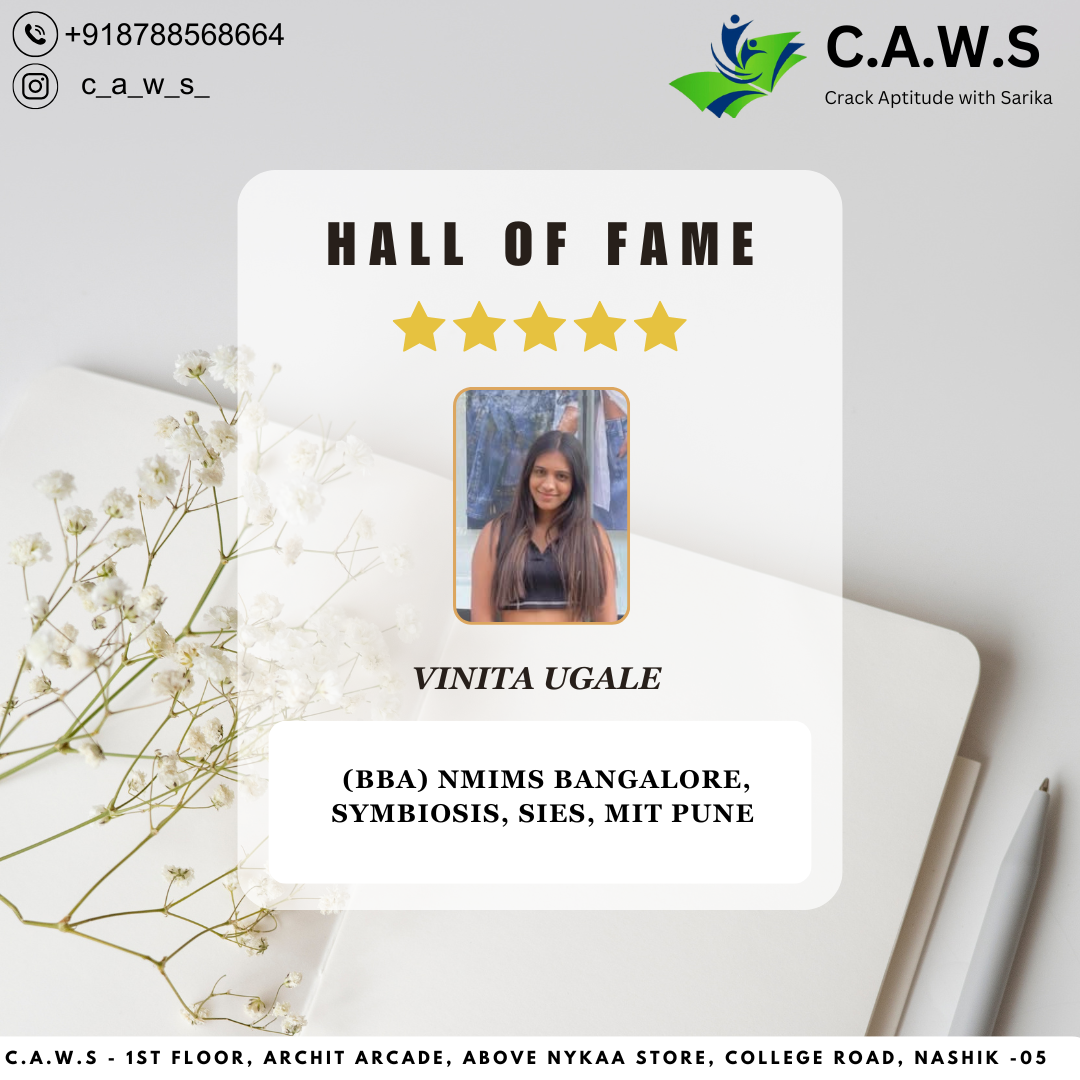 +918788568664
c_a_w_s_
C.A.W.S
Crack Aptitude with Sarika
HALL OF FAME
VINITA UGALE
(BBA) NMIMS BANGALORE,
SYMBIOSIS, SIES, MIT PUNE
C.A.W.S - 1ST FLOOR, ARCHIT ARCADE, ABOVE NYKAA STORE, COLLEGE ROAD, NASHIK -05